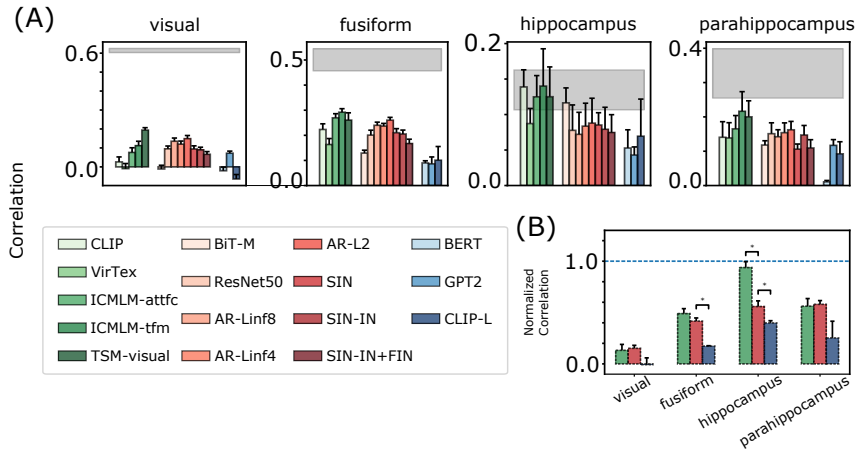 (A)
visual
fusiform
hippocampus
parahippocampus
0.6
0.0
0.5
0.0
0.2
0.0
0.4
0.0
Correlation
CLIP
VirTex
ICMLM-attfc
ICMLM-tfm
TSM-visual
BiT-M
ResNet50
AR-Linf8
AR-Linf4
AR-L2
SIN
SIN-IN
SIN-IN+FIN
BERT
GPT2
CLIP-L
(B)
Normalized
Correlation
1.0
0.0
*
*
*
visual
fusiform
hippocampus
parahippocampus